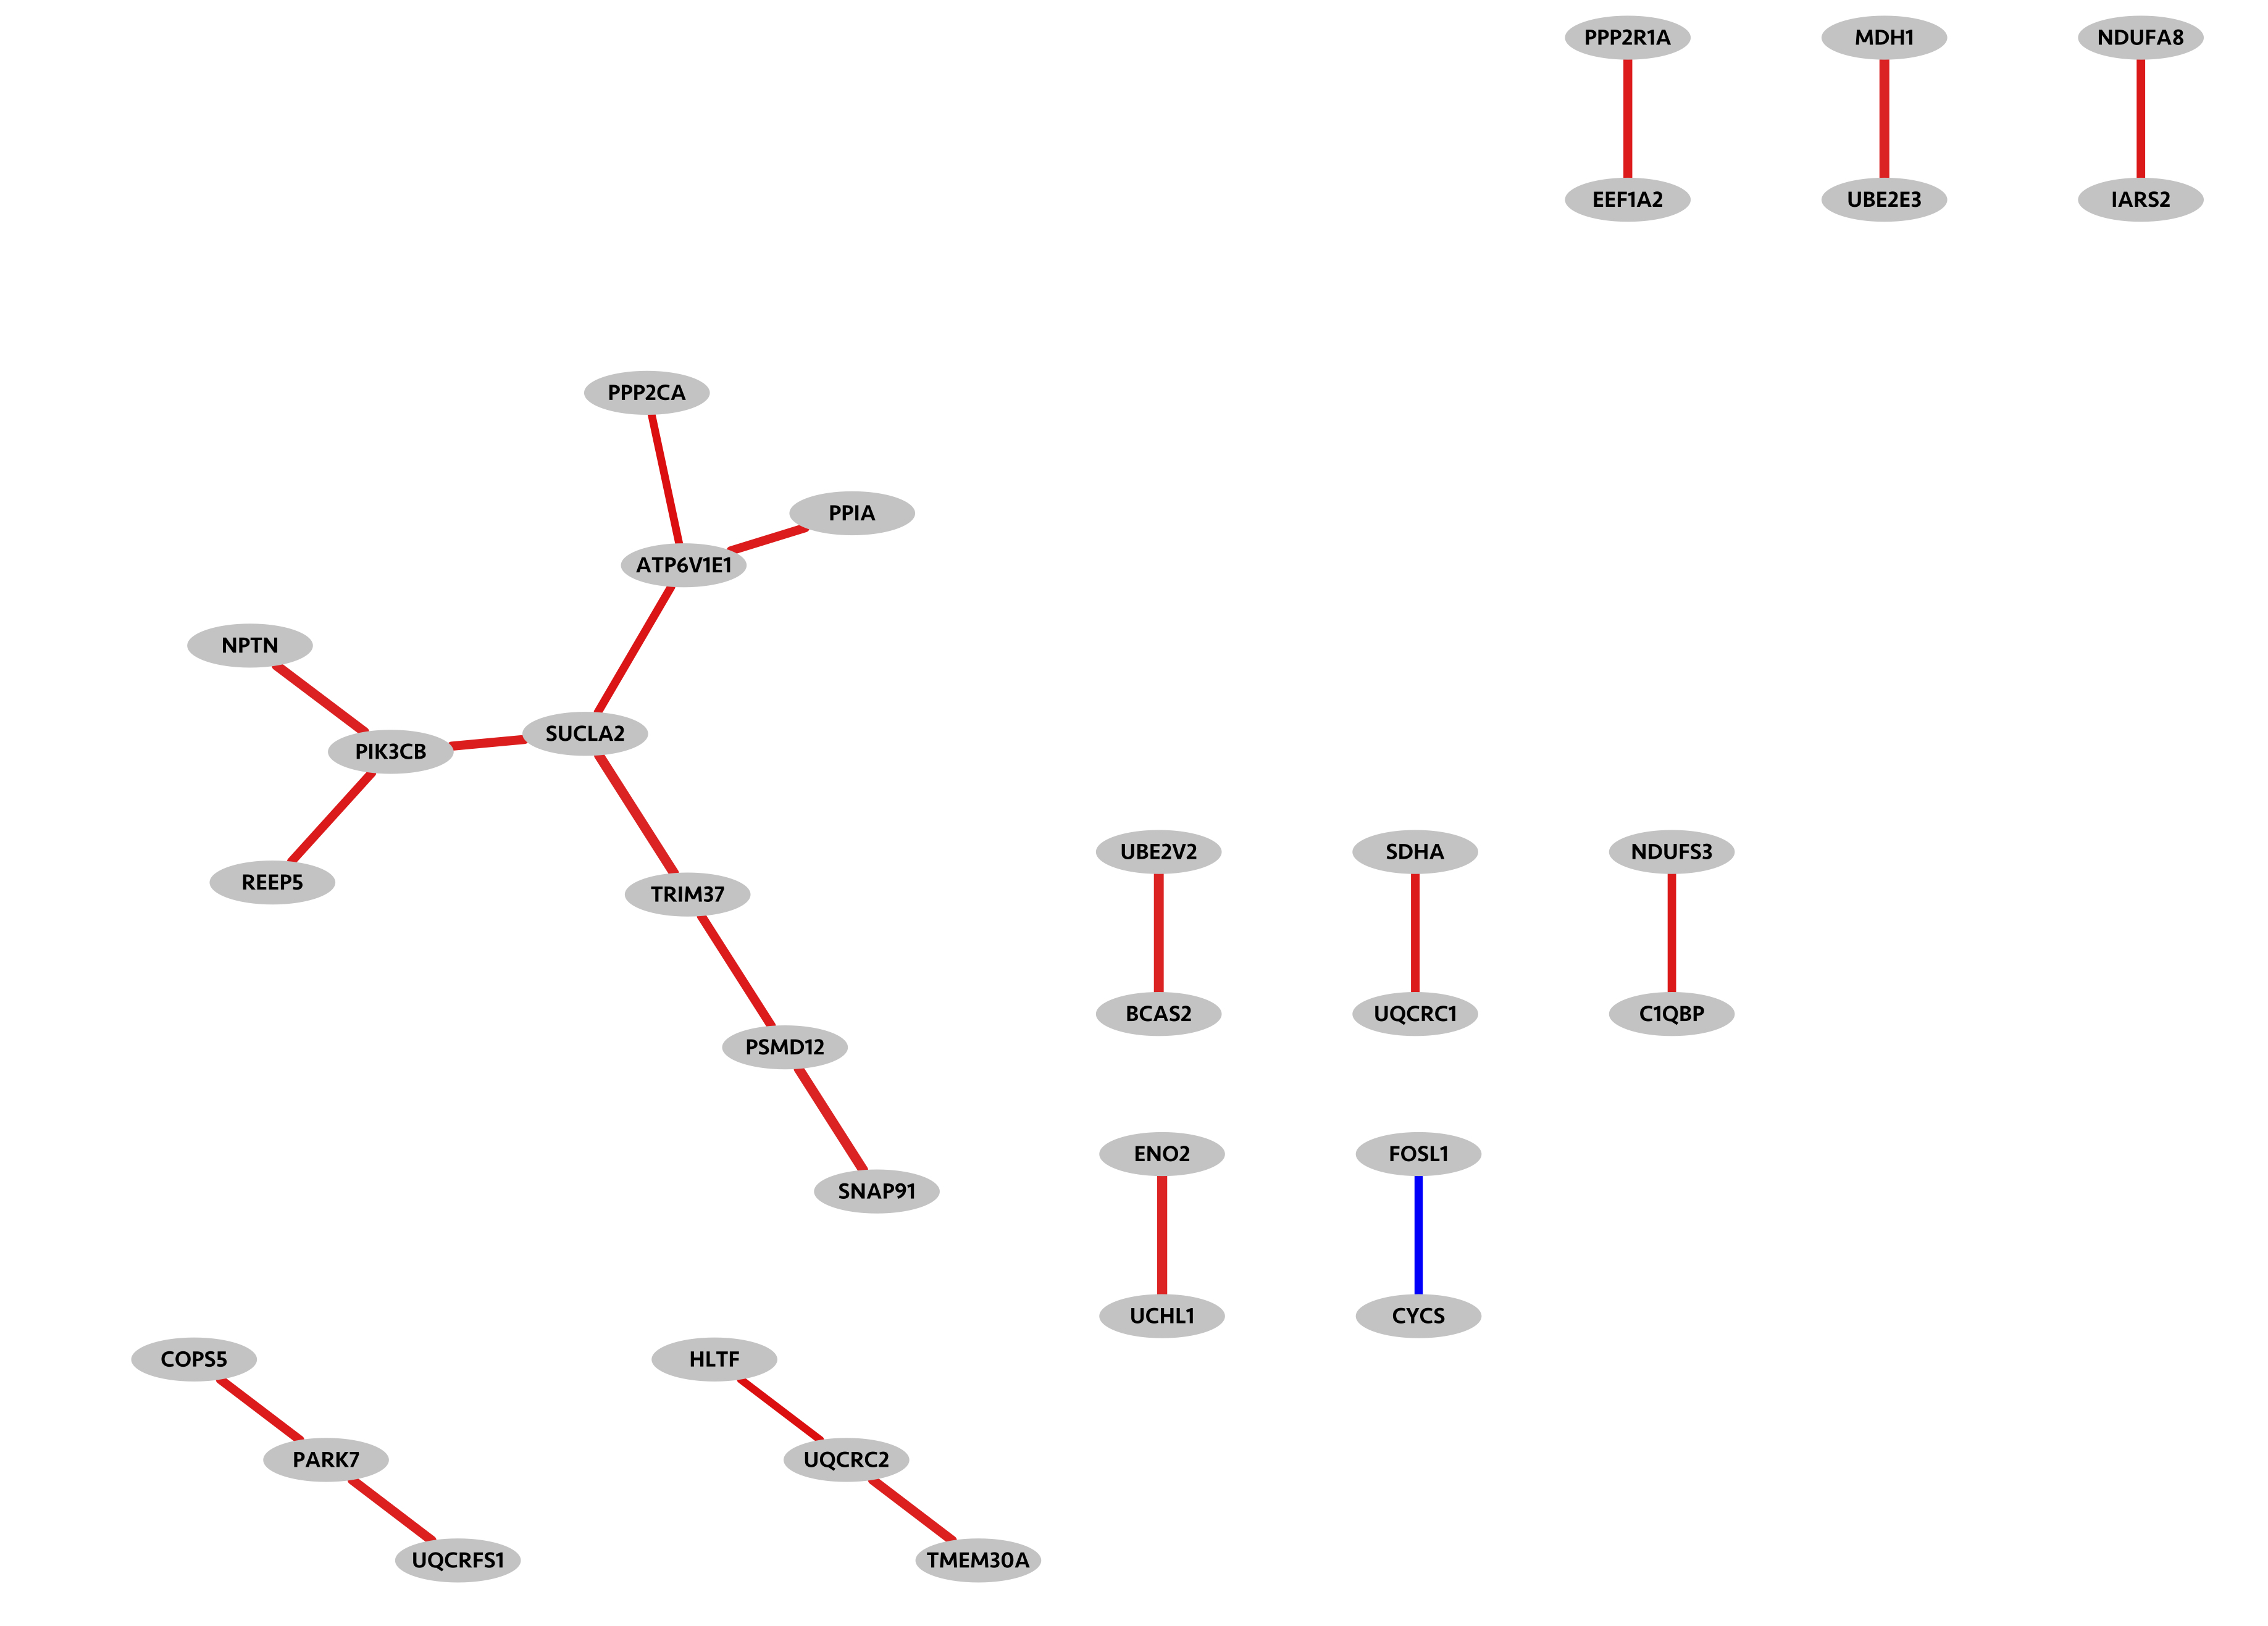 PPP2R1A
MDH1
NDUFA8
EEF1A2
UBE2E3
IARS2
PPP2CA
PPIA
ATP6V1E1
NPTN
SUCLA2
PIK3CB
UBE2V2
SDHA
NDUFS3
REEP5
TRIM37
BCAS2
UQCRC1
C1QBP
PSMD12
ENO2
FOSL1
SNAP91
UCHL1
CYCS
COPS5
HLTF
PARK7
UQCRC2
UQCRFS1
TMEM30A